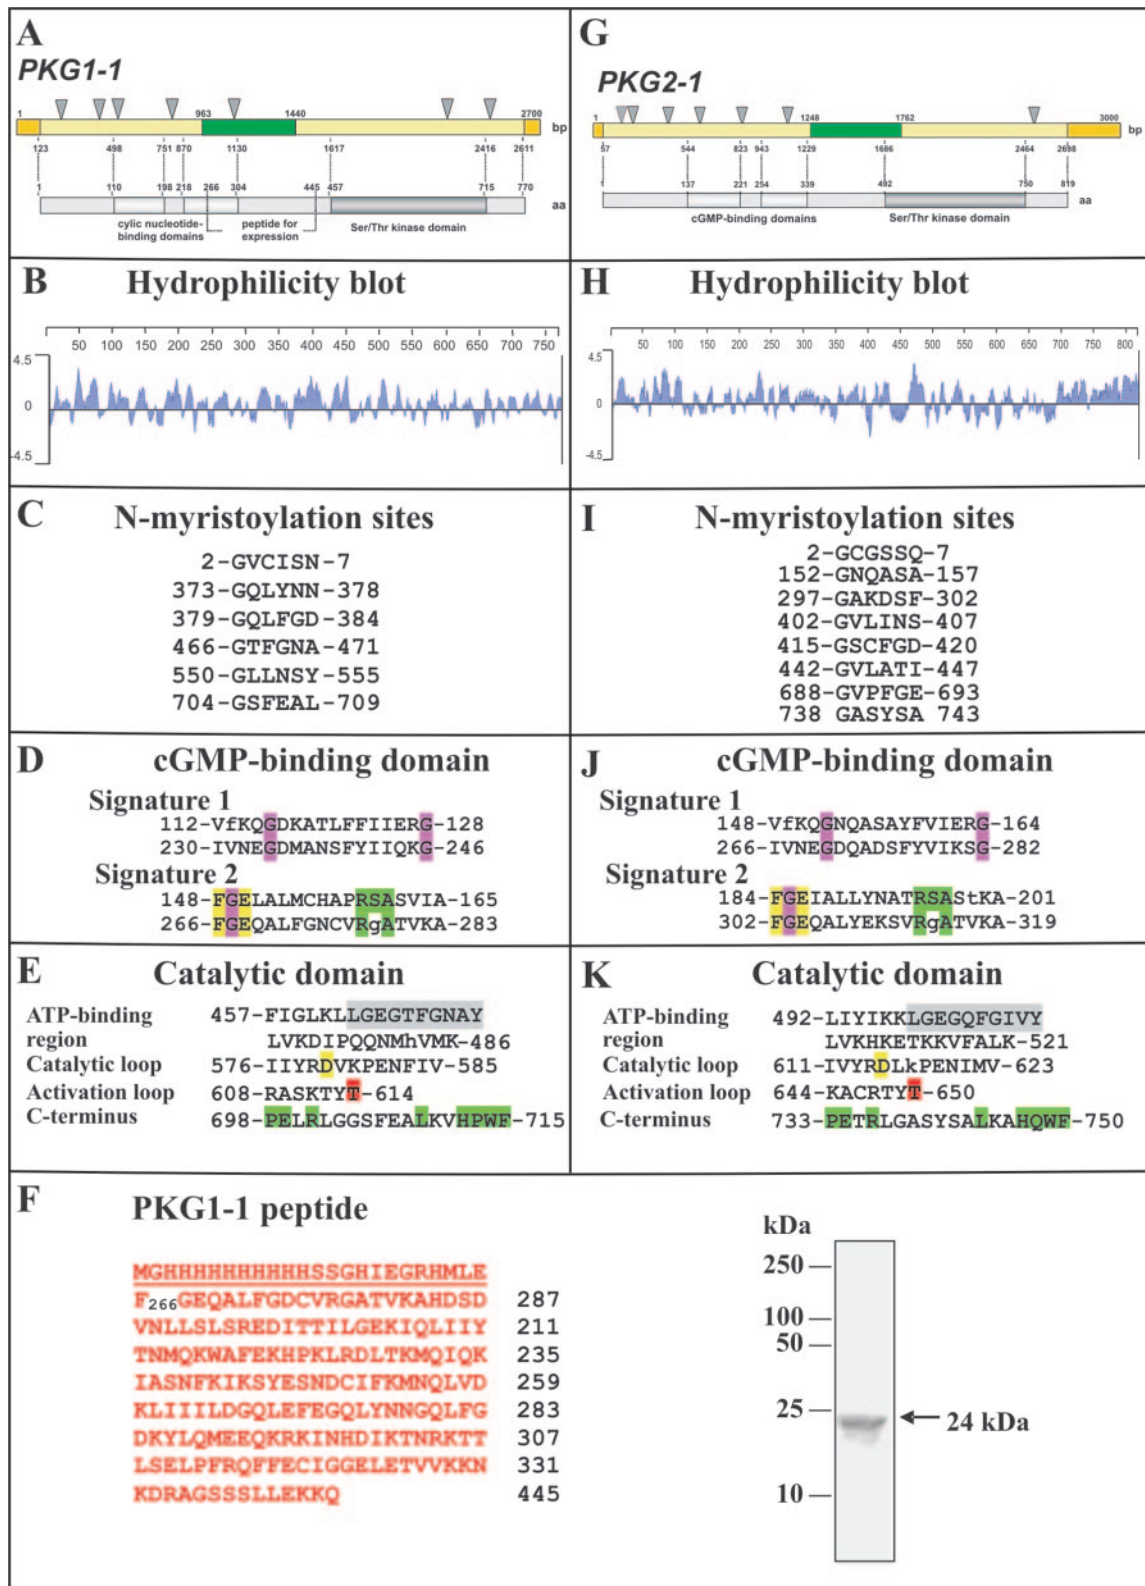 A
PKG1-1
1 963 1440 2700
bp
123 498 751 870 1130 1617 2416 2611
1 110 198 218 266 304 445 457 715 770
aa
cylic nucleotide-
binding domains
peptide for
expression
Ser/Thr kinase domain
G
PKG2-1
1 1248 1762 3000
bp
57 544 823 943 1229 1686 2464 2698
1 137 221 254 339 492 750 819
aa
cGMP-binding domains
Ser/Thr kinase domain
B
Hydrophilicity blot
50 100 150 200 250 300 350 400 450 500 550 600 650 700 750
4.5
0
-4.5
H
Hydrophilicity blot
50 100 150 200 250 300 350 400 450 500 550 600 650 700 750 800
4.5
0
-4.5
C
N-myristoylation sites
2-GVCISN-7
373-GQLYNN-378
379-GQLFGD-384
466-GTFGNA-471
550-GLLNSY-555
704-GSFEAL-709
I
N-myristoylation sites
2-GCGSSQ-7
152-GNQASA-157
297-GAKDSF-302
402-GVLINS-407
415-GSCFGD-420
442-GVLATI-447
688-GVPFGE-693
738 GASYSA 743
D
cGMP-binding domain
Signature 1
112-VfKQGDKATLFFIIERG-128
230-IVNEGDMANSFYIIQKG-246
Signature 2
148-FGELALMCHAPRSASVIA-165
266-FGEQALFGNCVRgATVKA-283
J
cGMP-binding domain
Signature 1
148-VfKQGNQASAYFVIERG-164
266-IVNEGDQADSFYVIKSG-282
Signature 2
184-FGEIALLYNATRSAStKA-201
302-FGEQALYEKSVRgATVKA-319
E
Catalytic domain
ATP-binding 457-FIGLKLLGEGTFGNAY
region LVKDIPQQNMhVMK-486
Catalytic loop 576-IIYRDVKPENFIV-585
Activation loop 608-RASKTYT-614
C-terminus 698-PELRLGGSFEALKVHPWF-715
K
Catalytic domain
ATP-binding 492-LIYIKKLGEGQFGIVY
region LVKHKETKKVFALK-521
Catalytic loop 611-IVYRDLkPENIMV-623
Activation loop 644-KACRTYT-650
C-terminus 733-PETRLGASYSALKAHQWF-750
F
PKG1-1 peptide
MGHHHHHHHHHHSSGHIEGRHMLE
F266GEQALFGDCVRGATVKAHDSD 287
VNLLSLSREDITTILGEKIQLIIY 211
TNMQKWAFEKHPKLRDLTKMQIQK 235
IASNFKIKSYESNDCIFKMNQLVD 259
KLIIILDGQLEFEGQLYNNGQLFG 283
DKYLQMEEQKRKINHDIKTNRKTT 307
LSELPFRQFFECIGGELETVVKKN 331
KDRAGSSSLLEKKQ 445
kDa
250
100
50
25
10
24 kDa